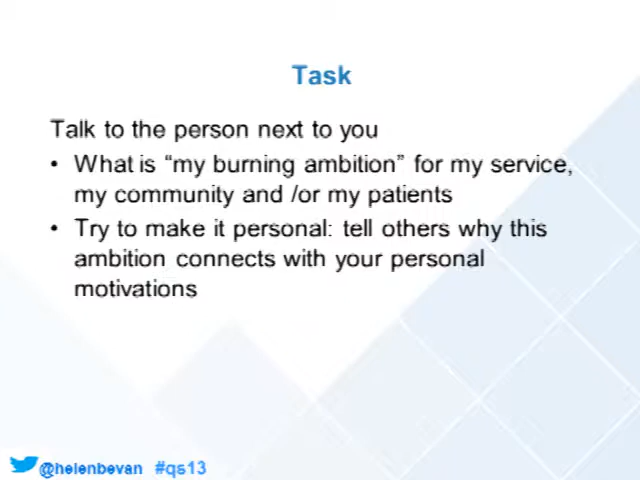 Task
Talk to the person next to you
• What is “my burning ambition” for my service,
my community and /or my patients
• Try to make it personal: tell others why this
ambition connects with your personal
motivations
@helenbevan #qs13